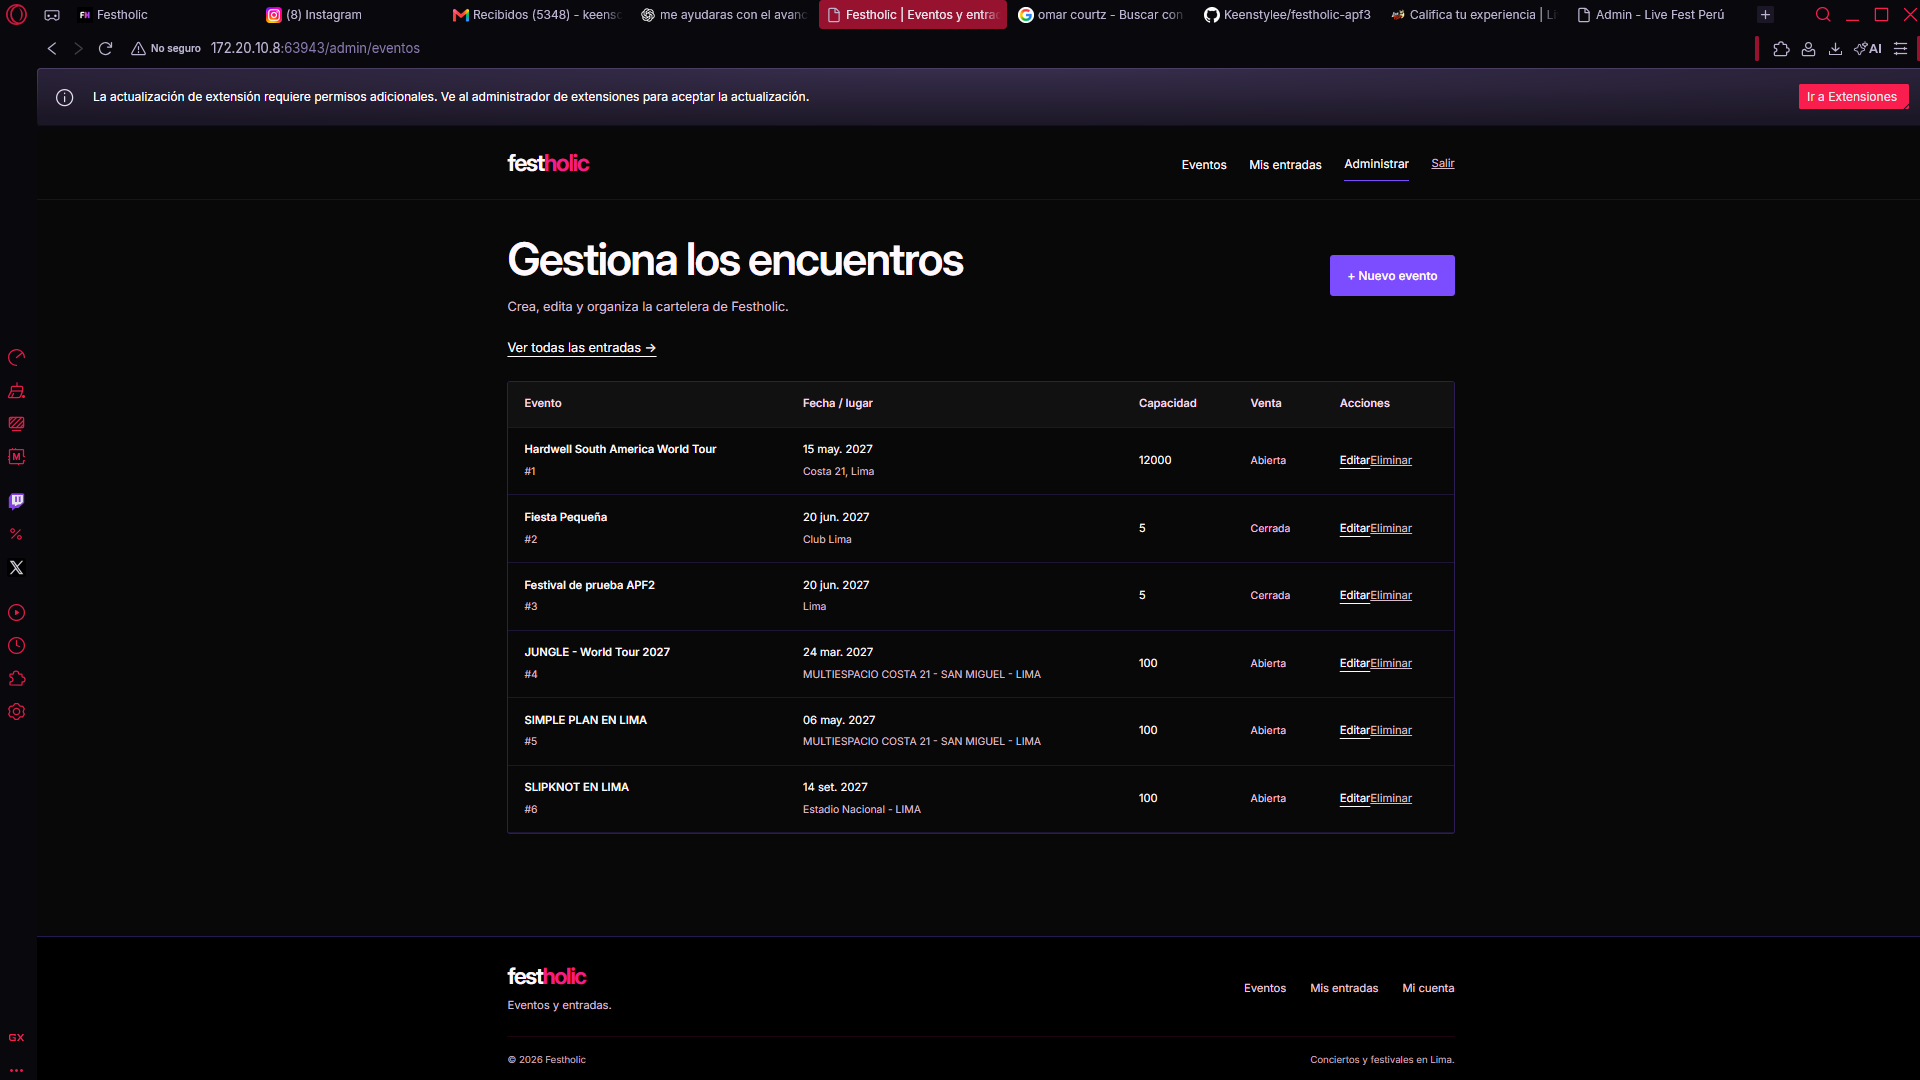 Festholic
(8) Instagram
Recibidos (5348) - keensc
me ayudaras con el avanc
Festholic | Eventos y entrac
omar courtz - Buscar con
Keenstylee/festholic-apf3
Califica tu experiencia | LI
Admin - Live Fest Perú
No seguro 172.20.10.8:63943/admin/eventos
AI
La actualización de extensión requiere permisos adicionales. Ve al administrador de extensiones para aceptar la actualización.
Ir a Extensiones
festholic
Eventos
Mis entradas
Administrar
Salir
Gestiona los encuentros
+ Nuevo evento
Crea, edita y organiza la cartelera de Festholic.
Ver todas las entradas →
Evento Fecha / lugar Capacidad Venta Acciones
Hardwell South America World Tour 15 may. 2027
12000 Abierta EditarEliminar
#1 Costa 21, Lima
Fiesta Pequeña 20 jun. 2027
5 Cerrada EditarEliminar
#2 Club Lima
Festival de prueba APF2 20 jun. 2027
5 Cerrada EditarEliminar
#3 Lima
JUNGLE - World Tour 2027 24 mar. 2027
100 Abierta EditarEliminar
#4 MULTIESPACIO COSTA 21 - SAN MIGUEL - LIMA
SIMPLE PLAN EN LIMA 06 may. 2027
100 Abierta EditarEliminar
#5 MULTIESPACIO COSTA 21 - SAN MIGUEL - LIMA
SLIPKNOT EN LIMA 14 set. 2027
100 Abierta EditarEliminar
#6 Estadio Nacional - LIMA
festholic
Eventos y entradas.
Eventos
Mis entradas
Mi cuenta
GX
© 2026 Festholic
Conciertos y festivales en Lima.